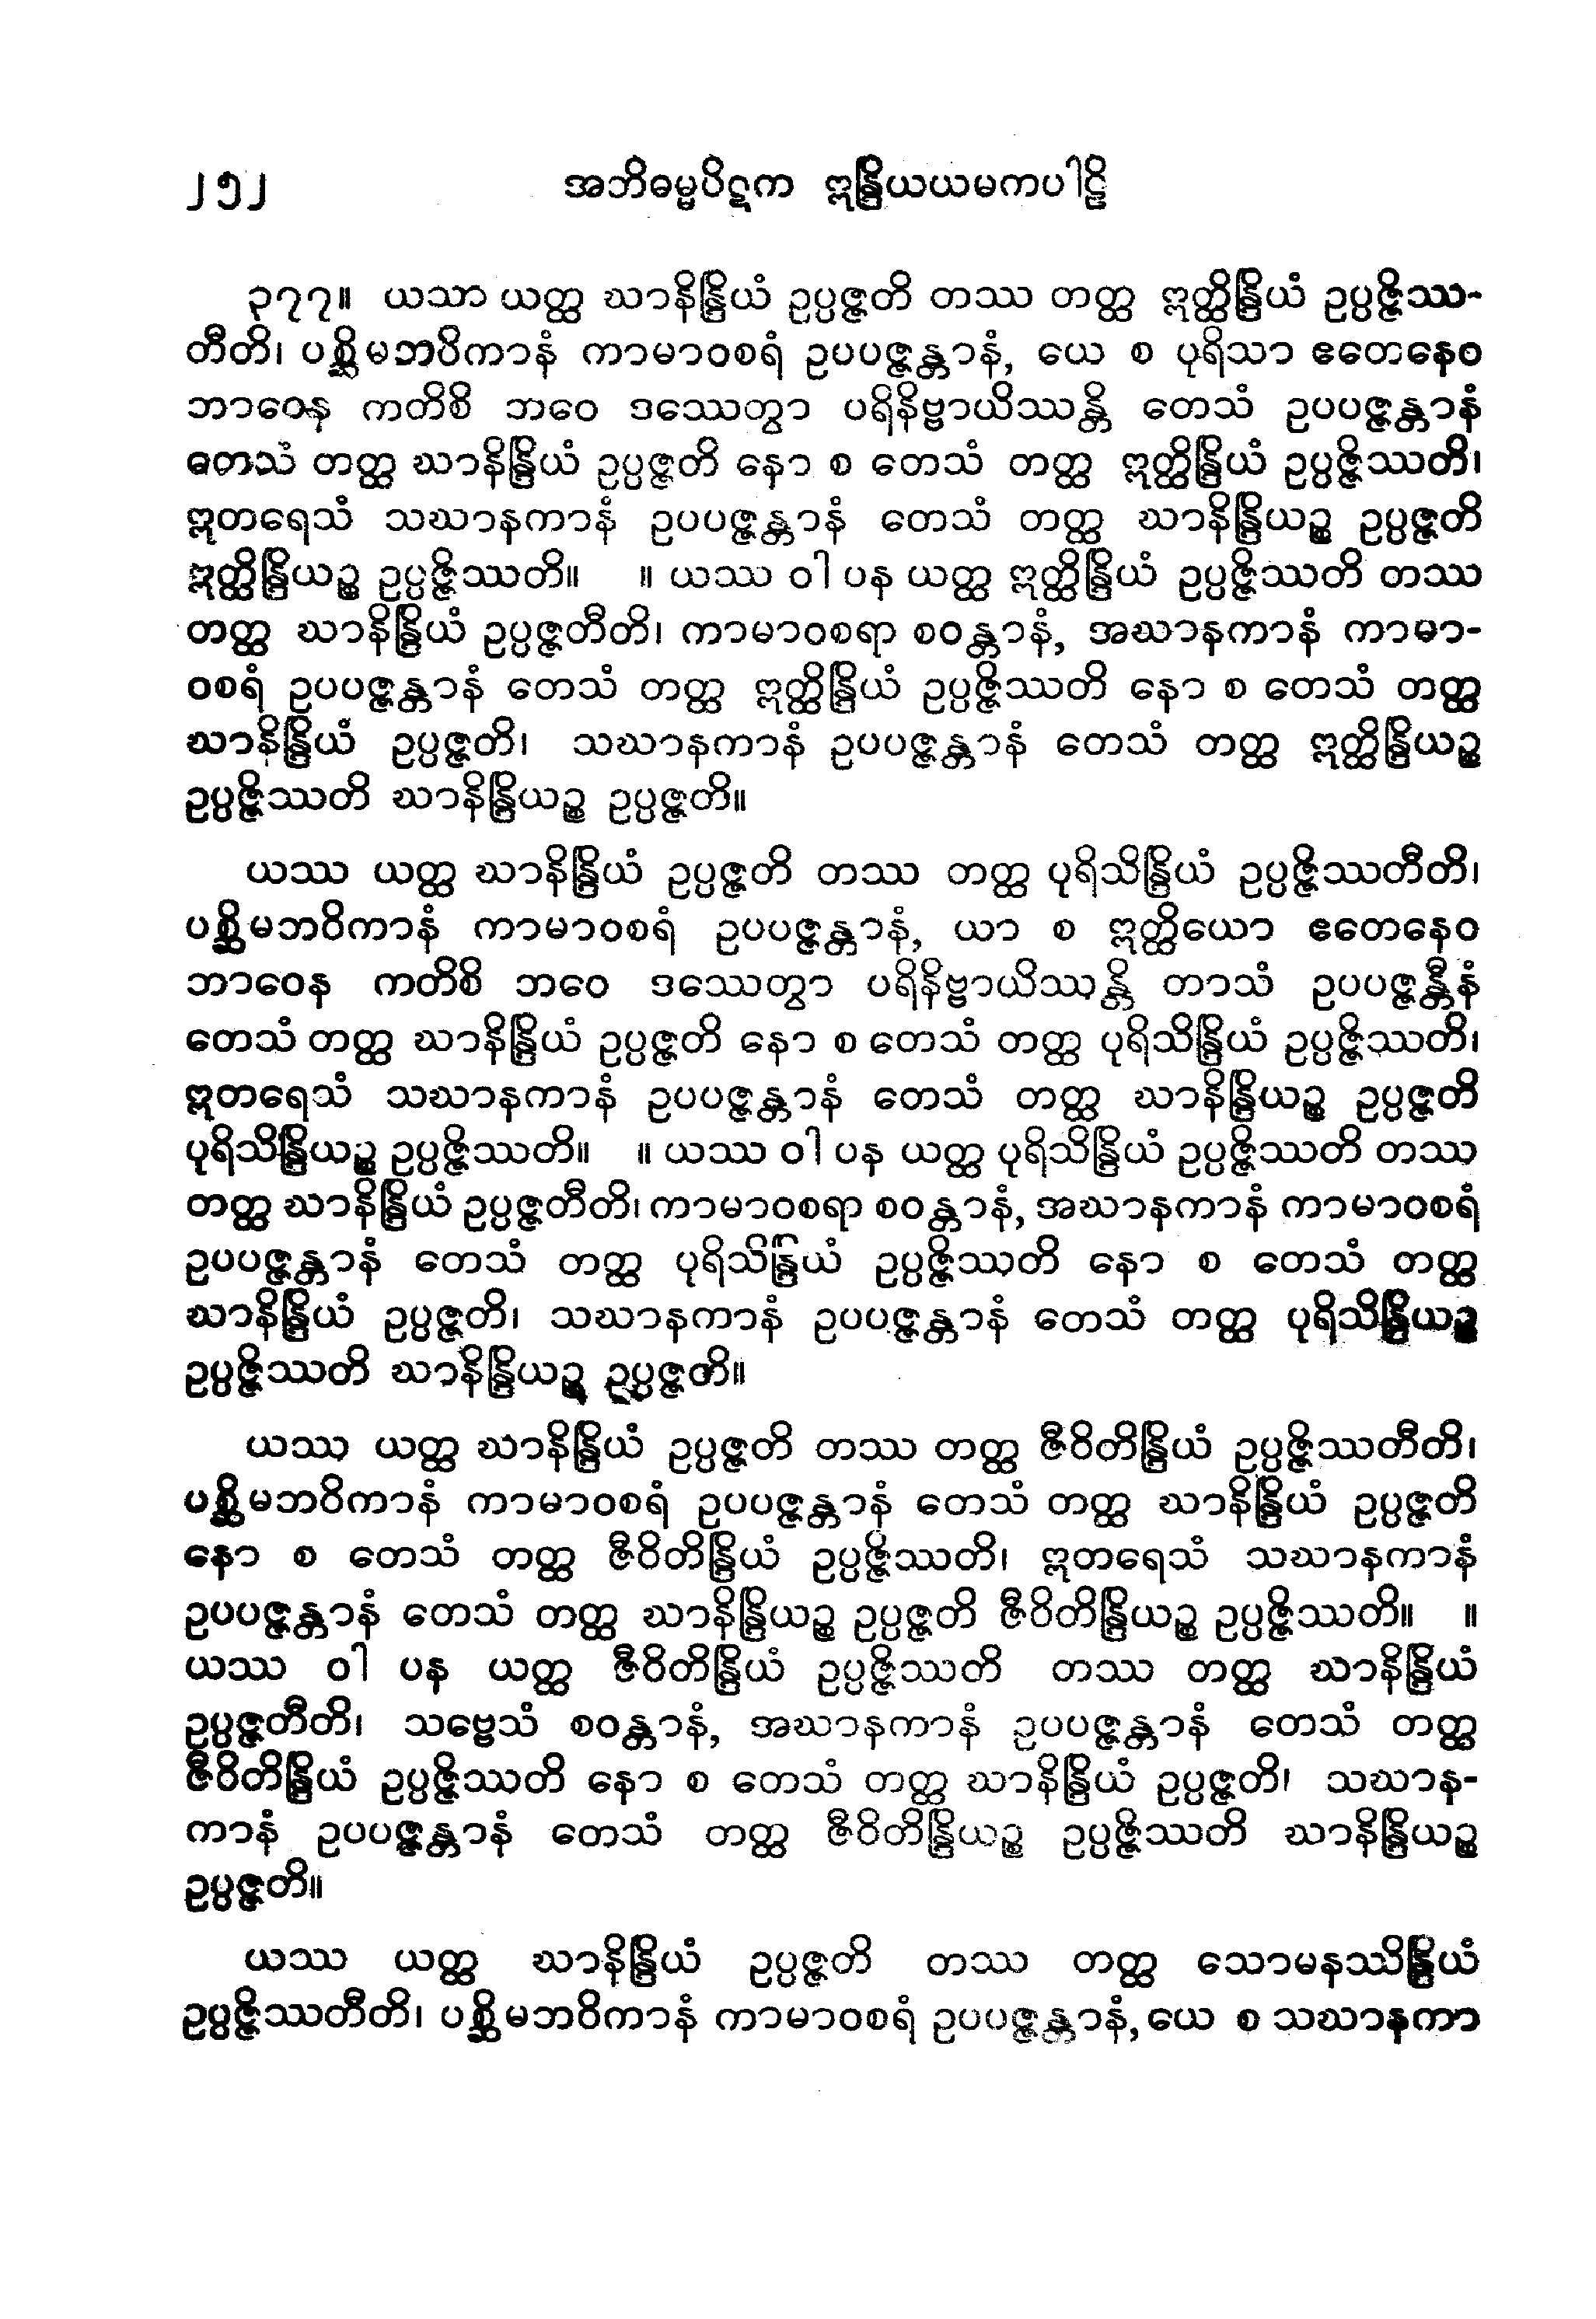 ၂၅၂ အဘိဓမ္မပိဋက ဣန္ဒြိယယမကပါဠိ
၃၇၇။ ယသာ ယတ္ထ ဃာနိန္ဒြိယံ ဥပ္ပဇ္ဇတိ တဿ တတ္ထ ဣတ္ထိန္ဒြိယံ ဥပ္ပဇ္ဇိဿ-
တီတိ၊ ပစ္ဆိမဘဝိကာနံ ကာမာဝစရံ ဥပပဇ္ဇန္တာနံ, ယေ စ ပုရိသာ ဧတေနေဝ
ဘာဝေန ကတိစိ ဘဝေ ဒဿေတွာ ပရိနိဗ္ဗာယိဿန္တိ တေသံ ဥပပဇ္ဇန္တာနံ
တေသံ တတ္ထ ဃာနိန္ဒြိယံ ဥပ္ပဇ္ဇတိ နော စ တေသံ တတ္ထ ဣတ္ထိန္ဒြိယံ ဥပ္ပဇ္ဇိဿတိ၊
ဣတရေသံ သဃာနကာနံ ဥပပဇ္ဇန္တာနံ တေသံ တတ္ထ ဃာနိန္ဒြိယဉ္စ ဥပ္ပဇ္ဇတိ
ဣတ္ထိန္ဒြိယဉ္စ ဥပ္ပဇ္ဇိဿတိ။ ။ ယဿ ဝါ ပန ယတ္ထ ဣတ္ထိန္ဒြိယံ ဥပ္ပဇ္ဇိဿတိ တဿ
တတ္ထ ဃာနိန္ဒြိယံ ဥပ္ပဇ္ဇတီတိ၊ ကာမာဝစရာ စဝန္တာနံ, အဃာနကာနံ ကာမာ-
ဝစရံ ဥပပဇ္ဇန္တာနံ တေသံ တတ္ထ ဣတ္ထိန္ဒြိယံ ဥပ္ပဇ္ဇိဿတိ နော စ တေသံ တတ္ထ
ဃာနိန္ဒြိယံ ဥပ္ပဇ္ဇတိ၊ သဃာနကာနံ ဥပပဇ္ဇန္တာနံ တေသံ တတ္ထ ဣတ္ထိန္ဒြိယဉ္စ
ဥပ္ပဇ္ဇိဿတိ ဃာနိန္ဒြိယဉ္စ ဥပ္ပဇ္ဇတိ။
ယဿ ယတ္ထ ဃာနိန္ဒြိယံ ဥပ္ပဇ္ဇတိ တဿ တတ္ထ ပုရိသိန္ဒြိယံ ဥပ္ပဇ္ဇိဿတီတိ၊
ပစ္ဆိမဘဝိကာနံ ကာမာဝစရံ ဥပပဇ္ဇန္တာနံ, ယာ စ ဣတ္ထိယော ဧတေနေဝ
ဘာဝေန ကတိစိ ဘဝေ ဒဿေတွာ ပရိနိဗ္ဗာယိဿန္တိ တာသံ ဥပပဇ္ဇန္တီနံ
တေသံ တတ္ထ ဃာနိန္ဒြိယံ ဥပ္ပဇ္ဇတိ နော စ တေသံ တတ္ထ ပုရိသိန္ဒြိယံ ဥပ္ပဇ္ဇိဿတိ၊
ဣတရေသံ သဃာနကာနံ ဥပပဇ္ဇန္တာနံ တေသံ တတ္ထ ဃာနိန္ဒြိယဉ္စ ဥပ္ပဇ္ဇတိ
ပုရိသိန္ဒြိယဉ္စ ဥပ္ပဇ္ဇိဿတိ။ ။ ယဿ ဝါ ပန ယတ္ထ ပုရိသိန္ဒြိယံ ဥပ္ပဇ္ဇိဿတိ တဿ
တတ္ထ ဃာနိန္ဒြိယံ ဥပ္ပဇ္ဇတီတိ၊ ကာမာဝစရာ စဝန္တာနံ, အဃာနကာနံ ကာမာဝစရံ
ဥပပဇ္ဇန္တာနံ တေသံ တတ္ထ ပုရိသိန္ဒြိယံ ဥပ္ပဇ္ဇိဿတိ နော စ တေသံ တတ္ထ
ဃာနိန္ဒြိယံ ဥပ္ပဇ္ဇတိ၊ သဃာနကာနံ ဥပပဇ္ဇန္တာနံ တေသံ တတ္ထ ပုရိသိန္ဒြိယဉ္စ
ဥပ္ပဇ္ဇိဿတိ ဃာနိန္ဒြိယဉ္စ ဥပ္ပဇ္ဇတိ။
ယဿ ယတ္ထ ဃာနိန္ဒြိယံ ဥပ္ပဇ္ဇတိ တဿ တတ္ထ ဇီဝိတိန္ဒြိယံ ဥပ္ပဇ္ဇိဿတီတိ၊
ပစ္ဆိမဘဝိကာနံ ကာမာဝစရံ ဥပပဇ္ဇန္တာနံ တေသံ တတ္ထ ဃာနိန္ဒြိယံ ဥပ္ပဇ္ဇတိ
နော စ တေသံ တတ္ထ ဇီဝိတိန္ဒြိယံ ဥပ္ပဇ္ဇိဿတိ၊ ဣတရေသံ သဃာနကာနံ
ဥပပဇ္ဇန္တာနံ တေသံ တတ္ထ ဃာနိန္ဒြိယဉ္စ ဥပ္ပဇ္ဇတိ ဇီဝိတိန္ဒြိယဉ္စ ဥပ္ပဇ္ဇိဿတိ။ ။
ယဿ ဝါ ပန ယတ္ထ ဇီဝိတိန္ဒြိယံ ဥပ္ပဇ္ဇိဿတိ တဿ တတ္ထ ဃာနိန္ဒြိယံ
ဥပ္ပဇ္ဇတီတိ၊ သဗ္ဗေသံ စဝန္တာနံ, အဃာနကာနံ ဥပပဇ္ဇန္တာနံ တေသံ တတ္ထ
ဇီဝိတိန္ဒြိယံ ဥပ္ပဇ္ဇိဿတိ နော စ တေသံ တတ္ထ ဃာနိန္ဒြိယံ ဥပ္ပဇ္ဇတိ၊ သဃာန-
ကာနံ ဥပပဇ္ဇန္တာနံ တေသံ တတ္ထ ဇီဝိတိန္ဒြိယဉ္စ ဥပ္ပဇ္ဇိဿတိ ဃာနိန္ဒြိယဉ္စ
ဥပ္ပဇ္ဇတိ။
ယဿ ယတ္ထ ဃာနိန္ဒြိယံ ဥပ္ပဇ္ဇတိ တဿ တတ္ထ သောမနဿိန္ဒြိယံ
ဥပ္ပဇ္ဇိဿတီတိ၊ ပစ္ဆိမဘဝိကာနံ ကာမာဝစရံ ဥပပဇ္ဇန္တာနံ, ယေ စ သဃာနကာ